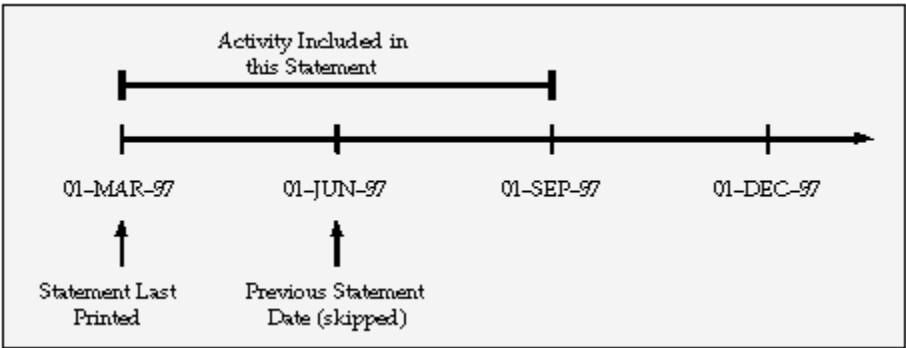 Activity Included in
this Statement
01–MAR–97
01–JUN–97
01–SEP–97
01–DEC–97
Statement Last
Printed
Previous Statement
Date (skipped)